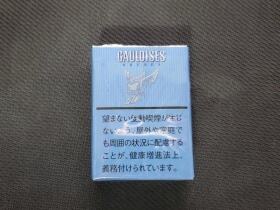 GAULOISES
望まない受動喫煙が生じ
ないよう、屋外や家庭で
も周囲の状況に配慮する
ことが、健康増進法上、
義務付けられています。